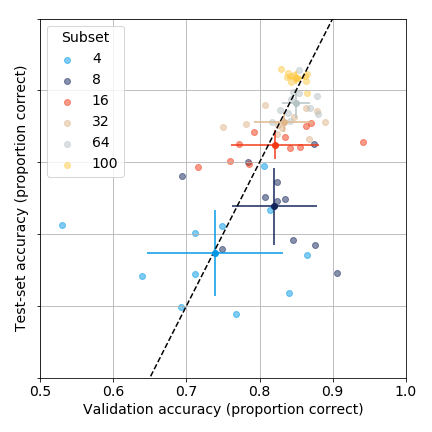 Subset
4
8
16
32
64
100
Test-set accuracy (proportion correct)
0.5 0.6 0.7 0.8 0.9 1.0
Validation accuracy (proportion correct)